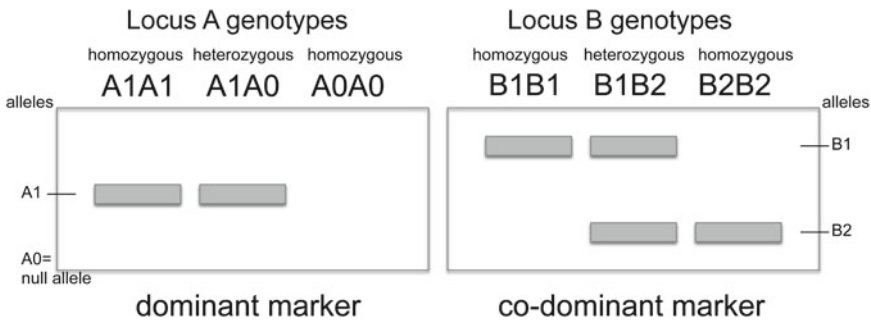 Locus A genotypes
homozygous heterozygous homozygous
A1A1 A1A0 A0A0
alleles
A1
A0=
null allele
dominant marker
Locus B genotypes
homozygous heterozygous homozygous
B1B1 B1B2 B2B2
alleles
B1
B2
co-dominant marker